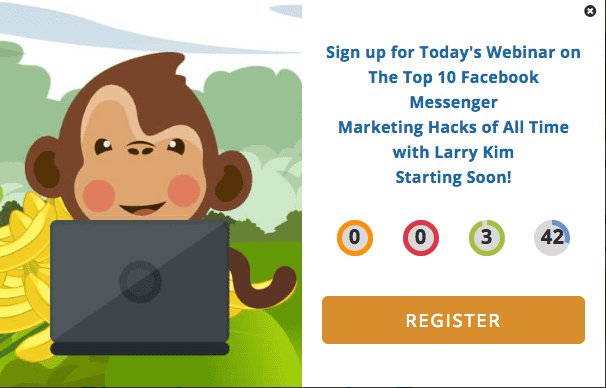 Sign up for Today's Webinar on
The Top 10 Facebook
Messenger
Marketing Hacks of All Time
with Larry Kim
Starting Soon!
0 0 3 42
REGISTER